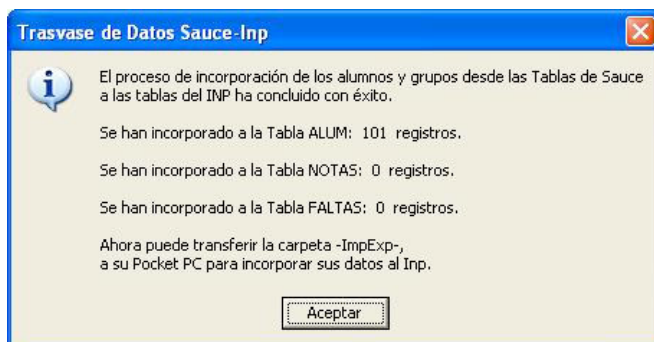 Trasvase de Datos Sauce-Inp
El proceso de incorporación de los alumnos y grupos desde las Tablas de Sauce
a las tablas del INP ha concluido con éxito.
Se han incorporado a la Tabla ALUM: 101 registros.
Se han incorporado a la Tabla NOTAS: 0 registros.
Se han incorporado a la Tabla FALTAS: 0 registros.
Ahora puede transferir la carpeta -ImpExp-,
a su Pocket PC para incorporar sus datos al Inp.
Aceptar